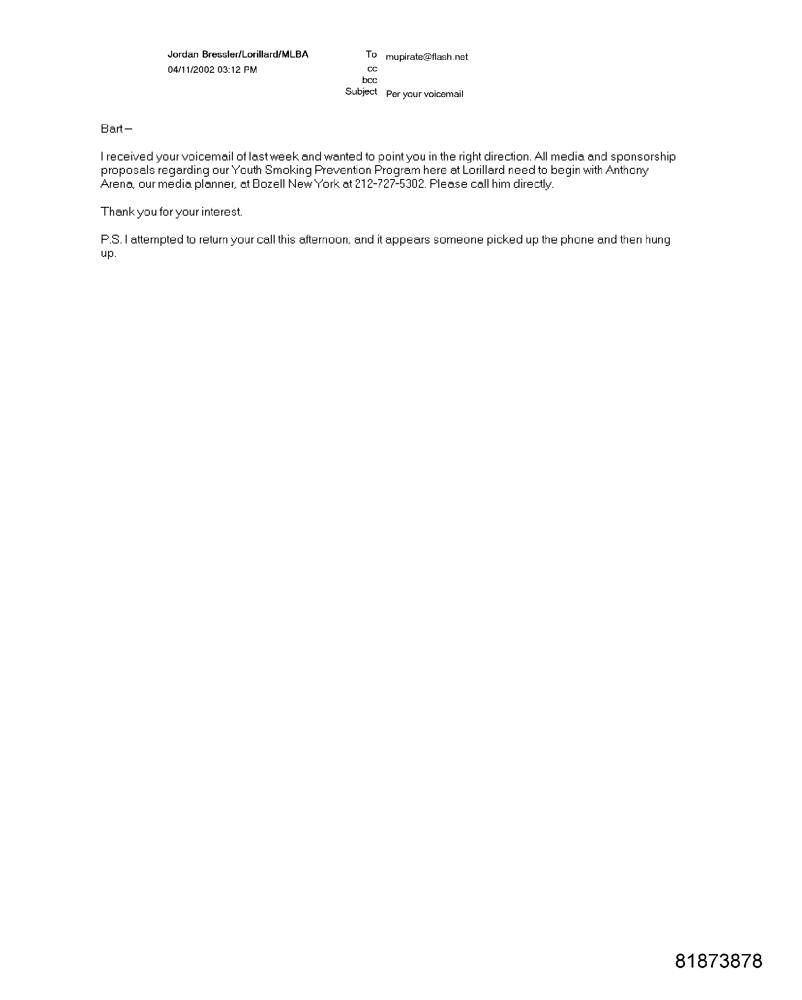 Jordan Bressler/Lorillard/MLBA
04/11/2002 03:12 PM
To mupirate@flash.net
cc
bcc
Subject Per your voicemail
Bart—
I received your voicemail of last week and wanted to point you in the right direction. All media and sponsorship
proposals regarding our Youth Smoking Prevention Program here at Lorillard need to begin with Anthony
Arena, our media planner, at Bozell New York at 212-727-5302. Please call him directly.
Thank you for your interest.
P.S. I attempted to return your call this afternoon, and it appears someone picked up the phone and then hung
up.
81873878